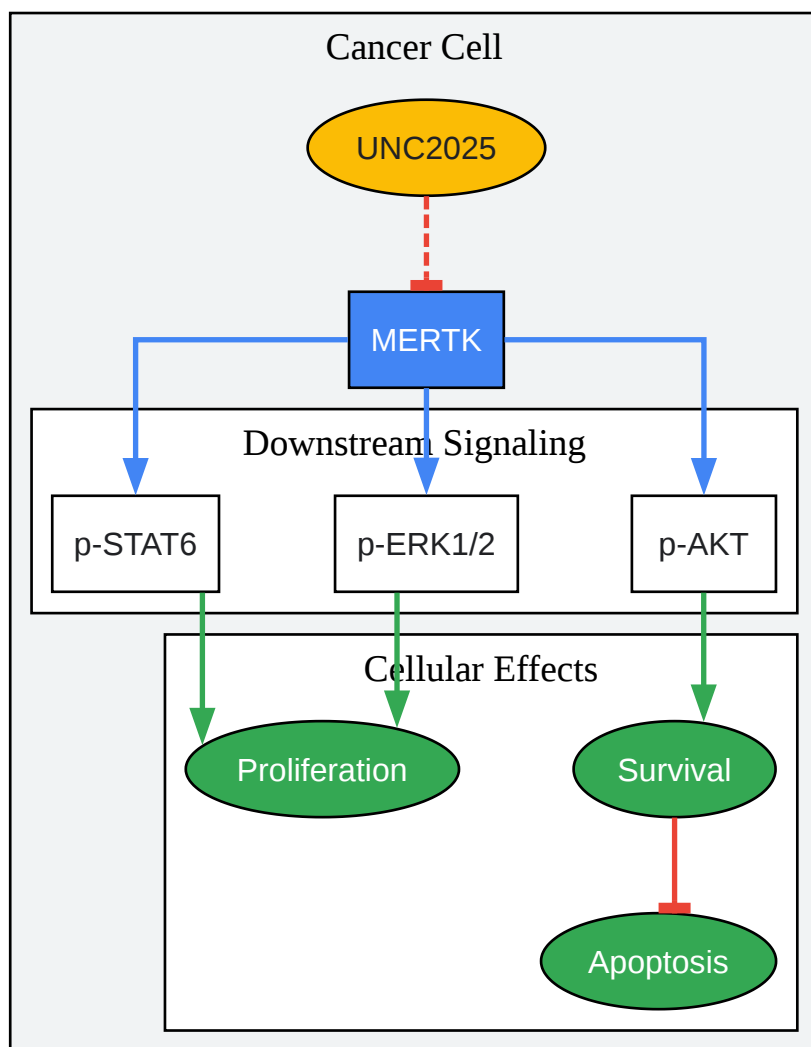 Cancer Cell
UNC2025
MERTK
Downstream Signaling
p-STAT6
p-ERK1/2
p-AKT
Cellular Effects
Proliferation
Survival
Apoptosis